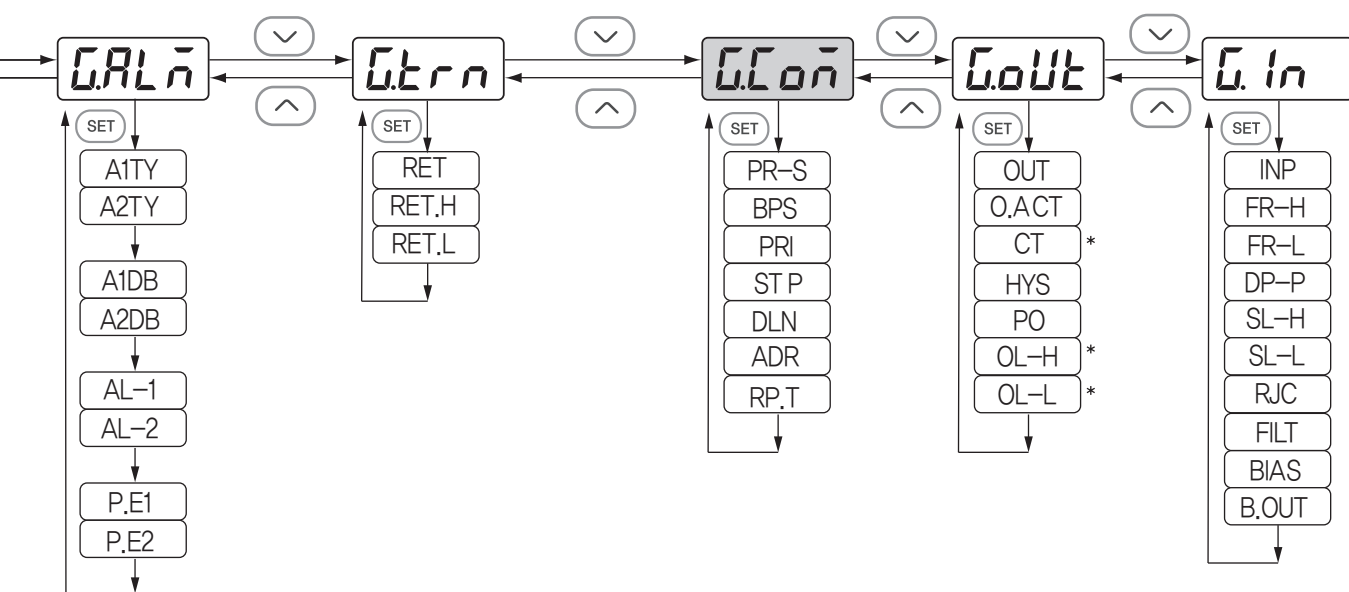 G.ALM
G.trn
G.CoM
G.oUt
G.In
SET
A1TY
A2TY
A1DB
A2DB
AL-1
AL-2
P.E1
P.E2
SET
RET
RET.H
RET.L
SET
PR-S
BPS
PRI
STP
DLN
ADR
RP.T
SET
OUT
O.ACT
CT *
HYS
PO
OL-H *
OL-L *
SET
INP
FR-H
FR-L
DP-P
SL-H
SL-L
RJC
FILT
BIAS
B.OUT